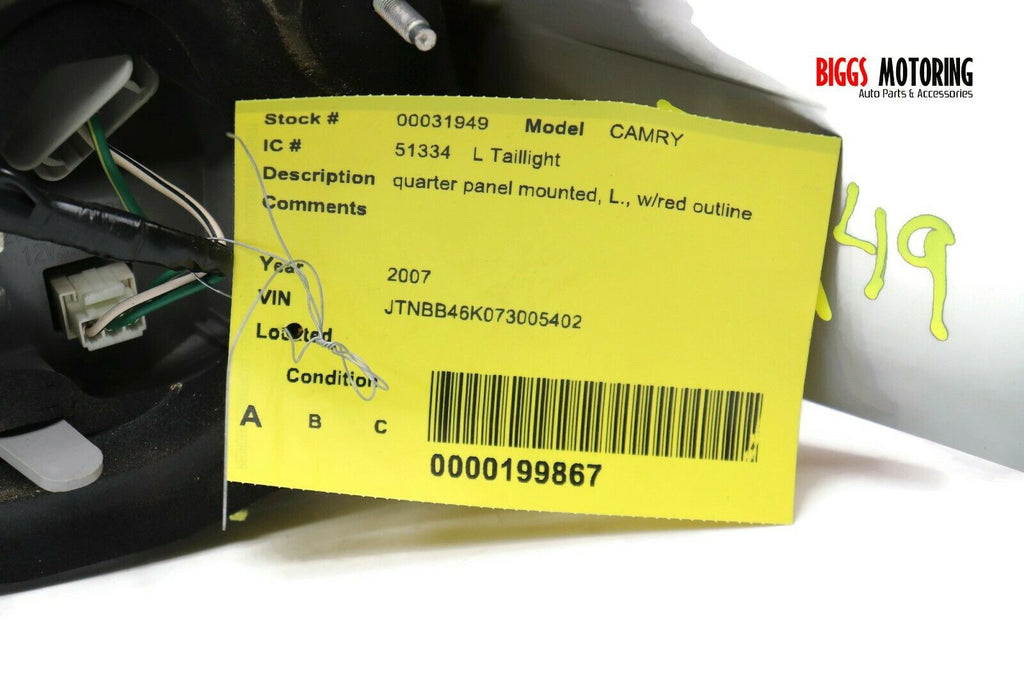 BIGGS MOTORING
Auto Parts & Accessories
Stock # 00031949 Model CAMRY
IC # 51334 L Taillight
Description quarter panel mounted, L., w/red outline
Comments
Year 2007
VIN JTNBB46K073005402
Located
Condition
A B C
0000199867
49